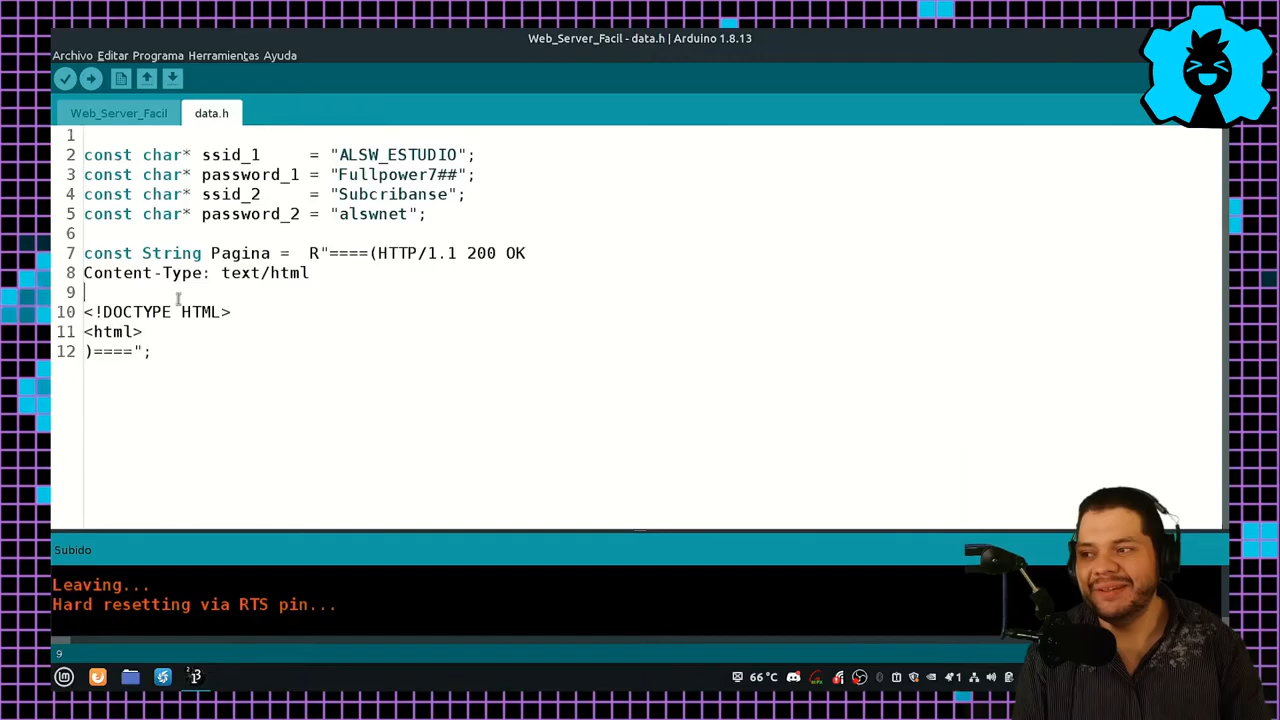 Web_Server_Facil - data.h | Arduino 1.8.13
Archivo Editar Programa Herramientas Ayuda
Web_Server_Facil
data.h
1
2 const char* ssid_1     = "ALSW_ESTUDIO";
3 const char* password_1 = "Fullpower7##";
4 const char* ssid_2     = "Subcribanse";
5 const char* password_2 = "alswnet";
6
7 const String Pagina =  R"====(HTTP/1.1 200 OK
8 Content-Type: text/html
9
10 <!DOCTYPE HTML>
11 <html>
12 )====";
Subido
Leaving...
Hard resetting via RTS pin...
9
66°C
1